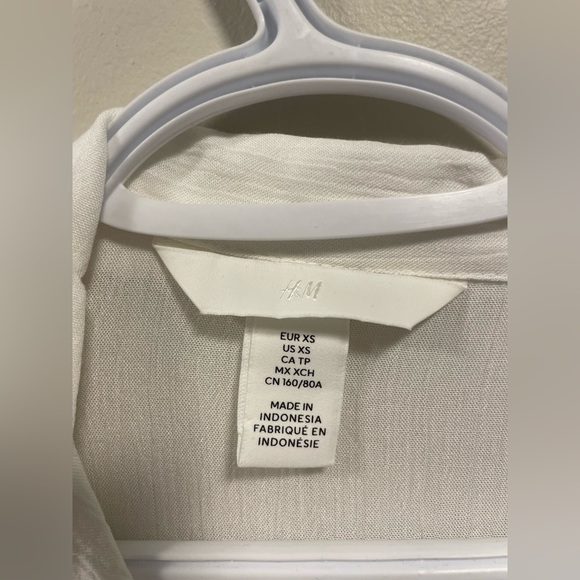 H&M
EUR XS
US XS
CA TP
MX XCH
CN 160/80A
MADE IN
INDONESIA
FABRIQUÉ EN
INDONÉSIE